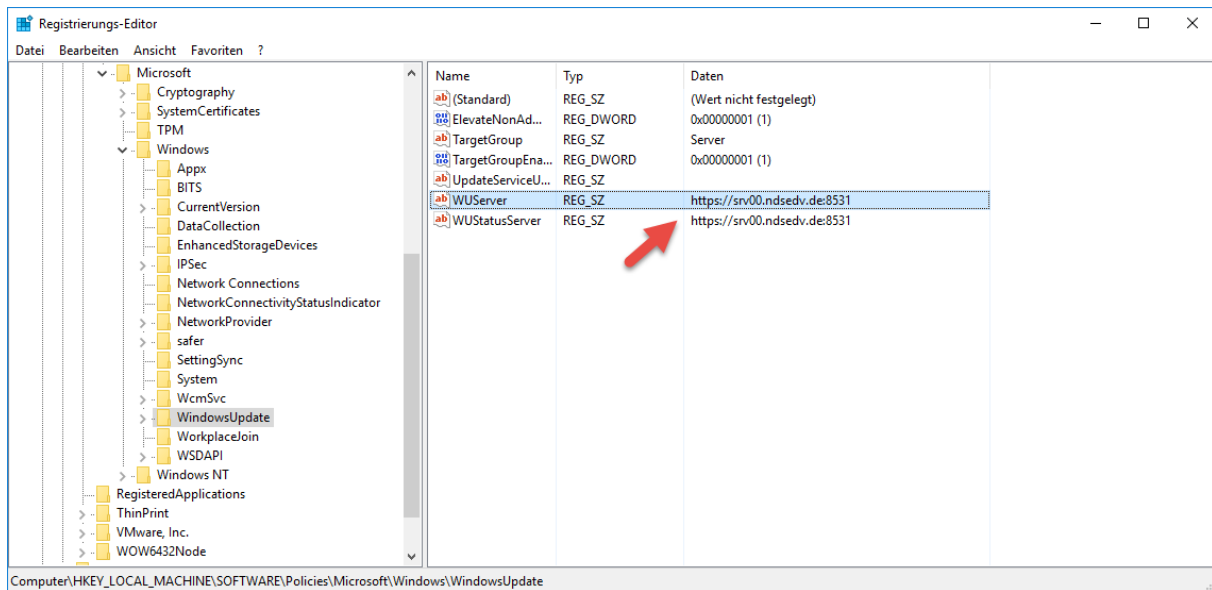 Registrierungs-Editor
Datei Bearbeiten Ansicht Favoriten ?
Microsoft
Cryptography
SystemCertificates
TPM
Windows
Appx
BITS
CurrentVersion
DataCollection
EnhancedStorageDevices
IPSec
Network Connections
NetworkConnectivityStatusIndicator
NetworkProvider
safer
SettingSync
System
WcmSvc
WindowsUpdate
WorkplaceJoin
WSDAPI
Windows NT
RegisteredApplications
ThinPrint
VMware, Inc.
WOW6432Node
Name Typ Daten
(Standard) REG_SZ (Wert nicht festgelegt)
ElevateNonAd... REG_DWORD 0x00000001 (1)
TargetGroup REG_SZ Server
TargetGroupEna... REG_DWORD 0x00000001 (1)
UpdateServiceU... REG_SZ
WUServer REG_SZ https://srv00.ndsedv.de:8531
WUStatusServer REG_SZ https://srv00.ndsedv.de:8531
Computer\HKEY_LOCAL_MACHINE\SOFTWARE\Policies\Microsoft\Windows\WindowsUpdate